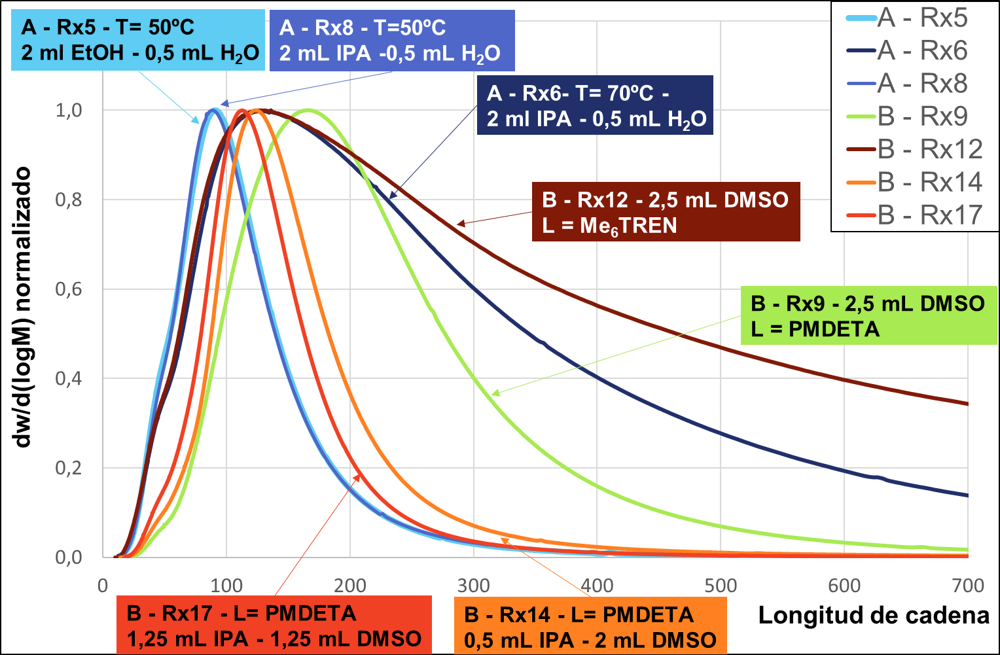 A - Rx5 - T= 50ºC
2 ml EtOH - 0,5 mL H₂O
A - Rx8 - T=50ºC
2 mL IPA -0,5 mL H₂O
A - Rx6- T= 70ºC -
2 ml IPA - 0,5 mL H₂O
B - Rx12 - 2,5 mL DMSO
L = Me₆TREN
B - Rx9 - 2,5 mL DMSO
L = PMDETA
A - Rx5
A - Rx6
A - Rx8
B - Rx9
B - Rx12
B - Rx14
B - Rx17
dw/d(logM) normalizado
1,0
0,8
0,6
0,4
0,2
0,0
0 100 200 300 400 500 600 700
Longitud de cadena
B - Rx17 - L= PMDETA
1,25 mL IPA - 1,25 mL DMSO
B - Rx14 - L= PMDETA
0,5 mL IPA - 2 mL DMSO